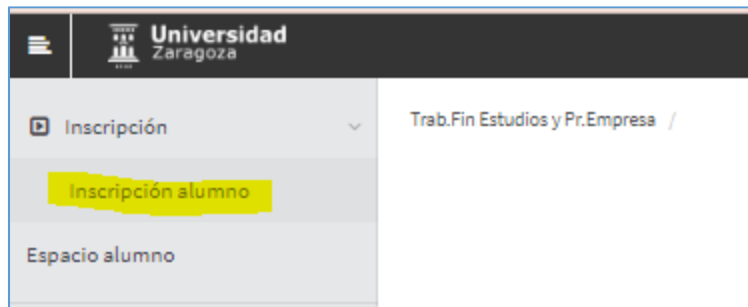 Universidad
Zaragoza
Inscripción
Trab.Fin Estudios y Pr.Empresa /
Inscripción alumno
Espacio alumno